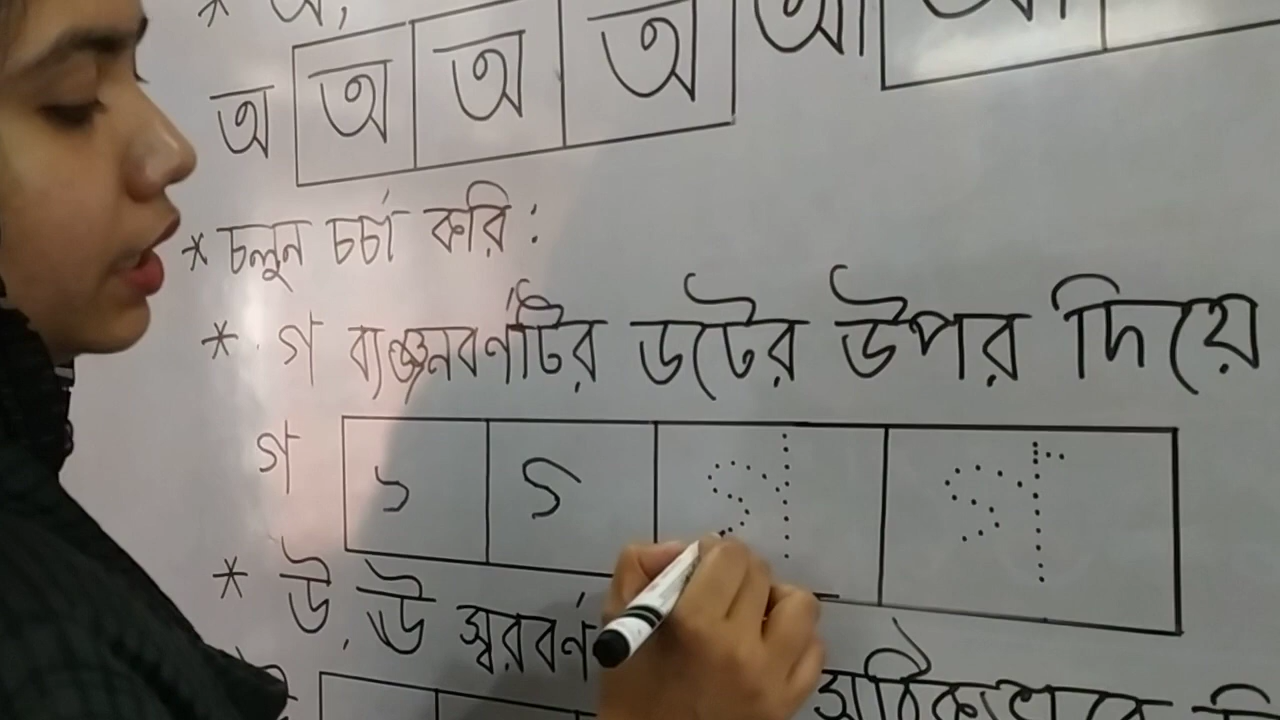 * অ,
অ অ অ অ আ
* চলুন চর্চা করি :
* গ ব্যঞ্জনবর্ণটির ডটের উপর দিয়ে
গ
* উ, ঊ স্বরবর্ণ